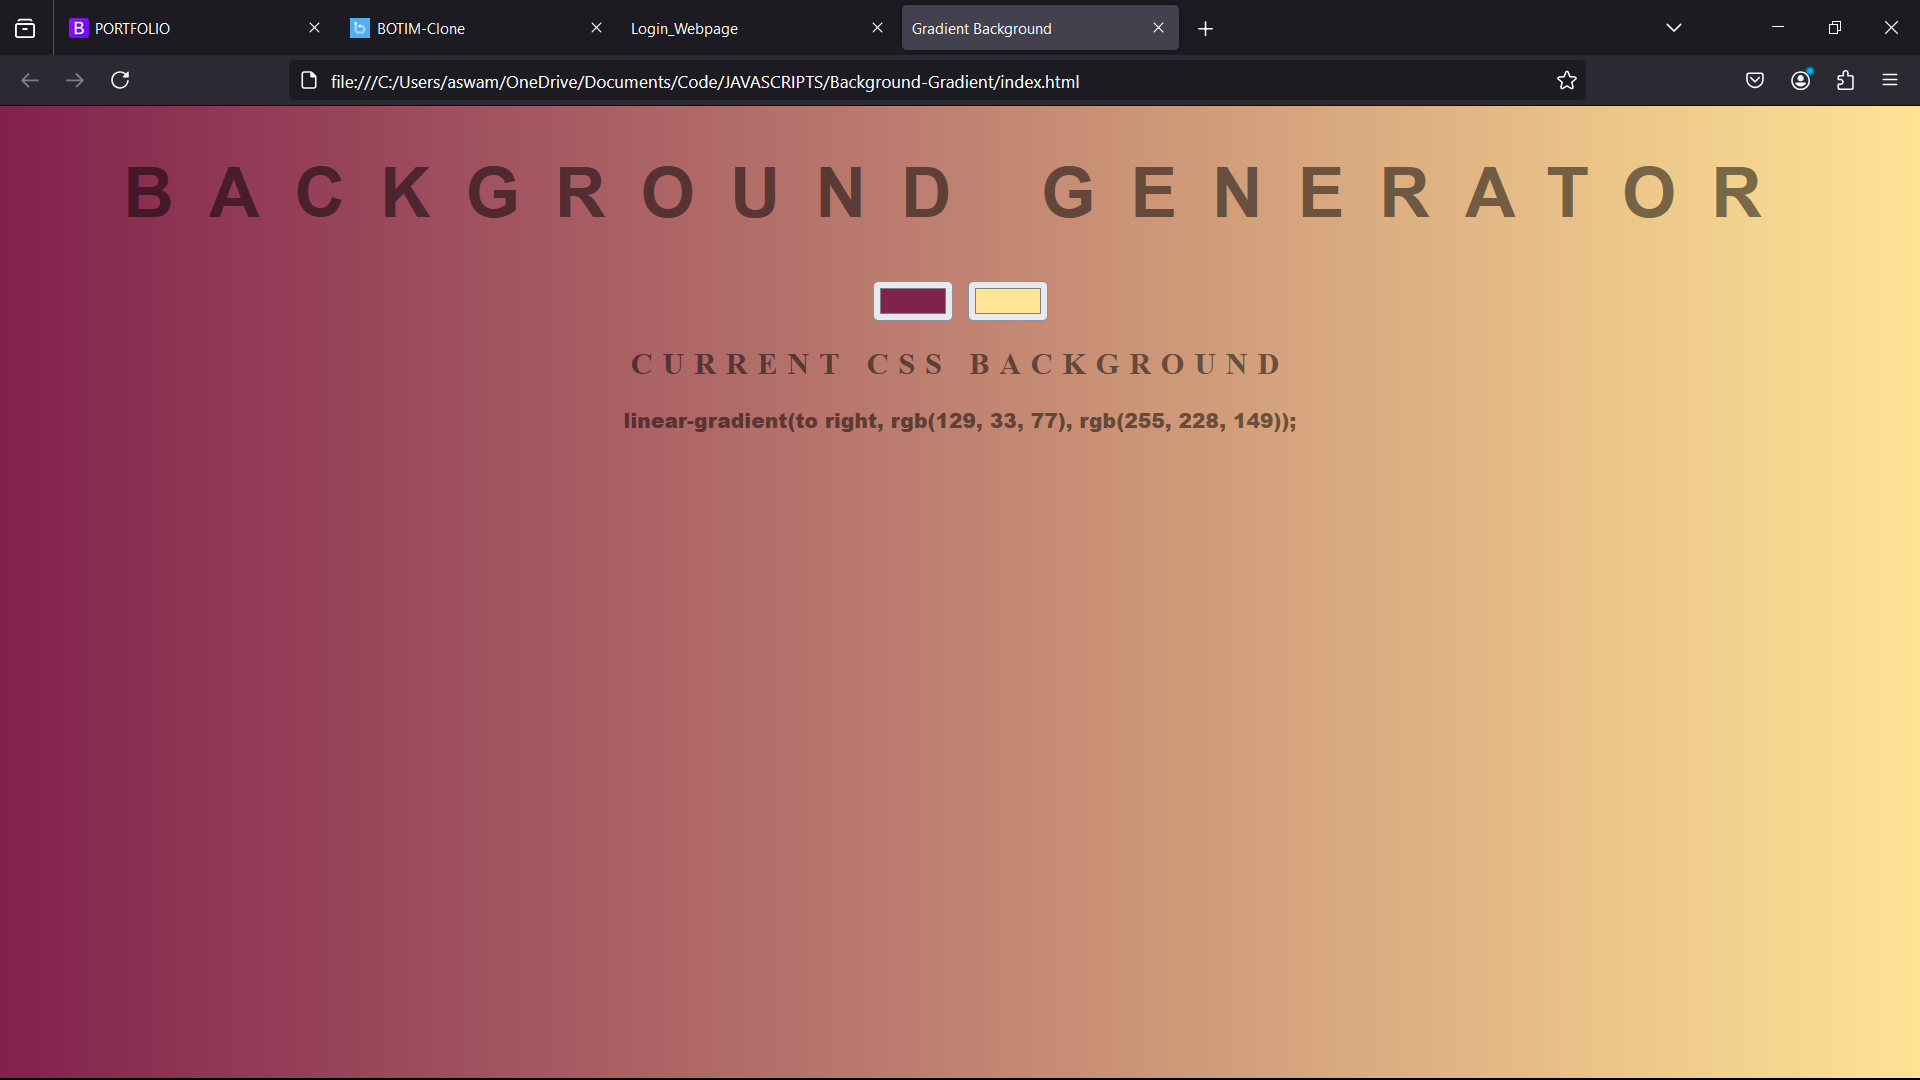 PORTFOLIO
BOTIM-Clone
Login_Webpage
Gradient Background
file:///C:/Users/aswam/OneDrive/Documents/Code/JAVASCRIPTS/Background-Gradient/index.html
BACKGROUND GENERATOR
CURRENT CSS BACKGROUND
linear-gradient(to right, rgb(129, 33, 77), rgb(255, 228, 149));